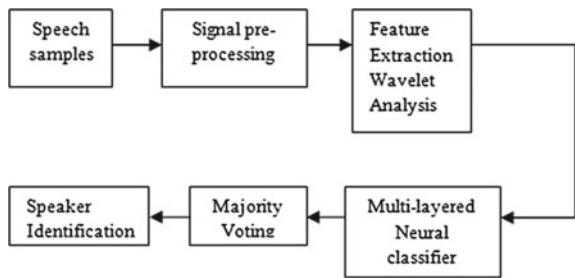 Speech
samples
Signal pre-
processing
Feature
Extraction
Wavelet
Analysis
Multi-layered
Neural
classifier
Majority
Voting
Speaker
Identification